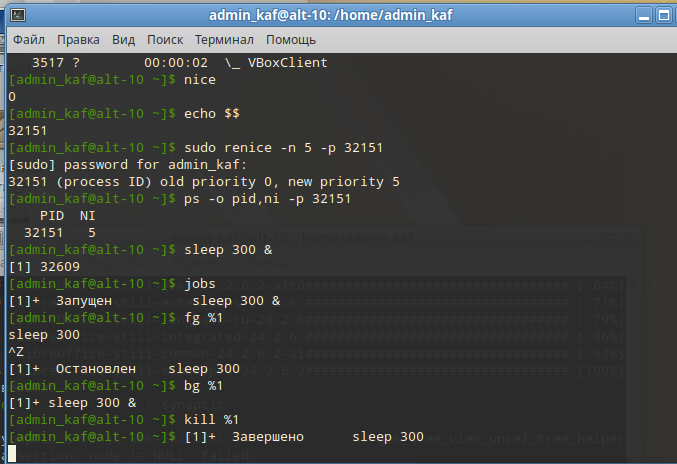 admin_kaf@alt-10: /home/admin_kaf
Файл Правка Вид Поиск Терминал Помощь
3517 ? 00:00:02 \_ VBoxClient
[admin_kaf@alt-10 ~]$ nice
0
[admin_kaf@alt-10 ~]$ echo $$
32151
[admin_kaf@alt-10 ~]$ sudo renice -n 5 -p 32151
[sudo] password for admin_kaf:
32151 (process ID) old priority 0, new priority 5
[admin_kaf@alt-10 ~]$ ps -o pid,ni -p 32151
PID NI
32151 5
[admin_kaf@alt-10 ~]$ sleep 300 &
[1] 32609
[admin_kaf@alt-10 ~]$ jobs
[1]+ Запущен sleep 300 &
[admin_kaf@alt-10 ~]$ fg %1
sleep 300
^Z
[1]+ Остановлен sleep 300
[admin_kaf@alt-10 ~]$ bg %1
[1]+ sleep 300 &
[admin_kaf@alt-10 ~]$ kill %1
[admin_kaf@alt-10 ~]$ [1]+ Завершено sleep 300